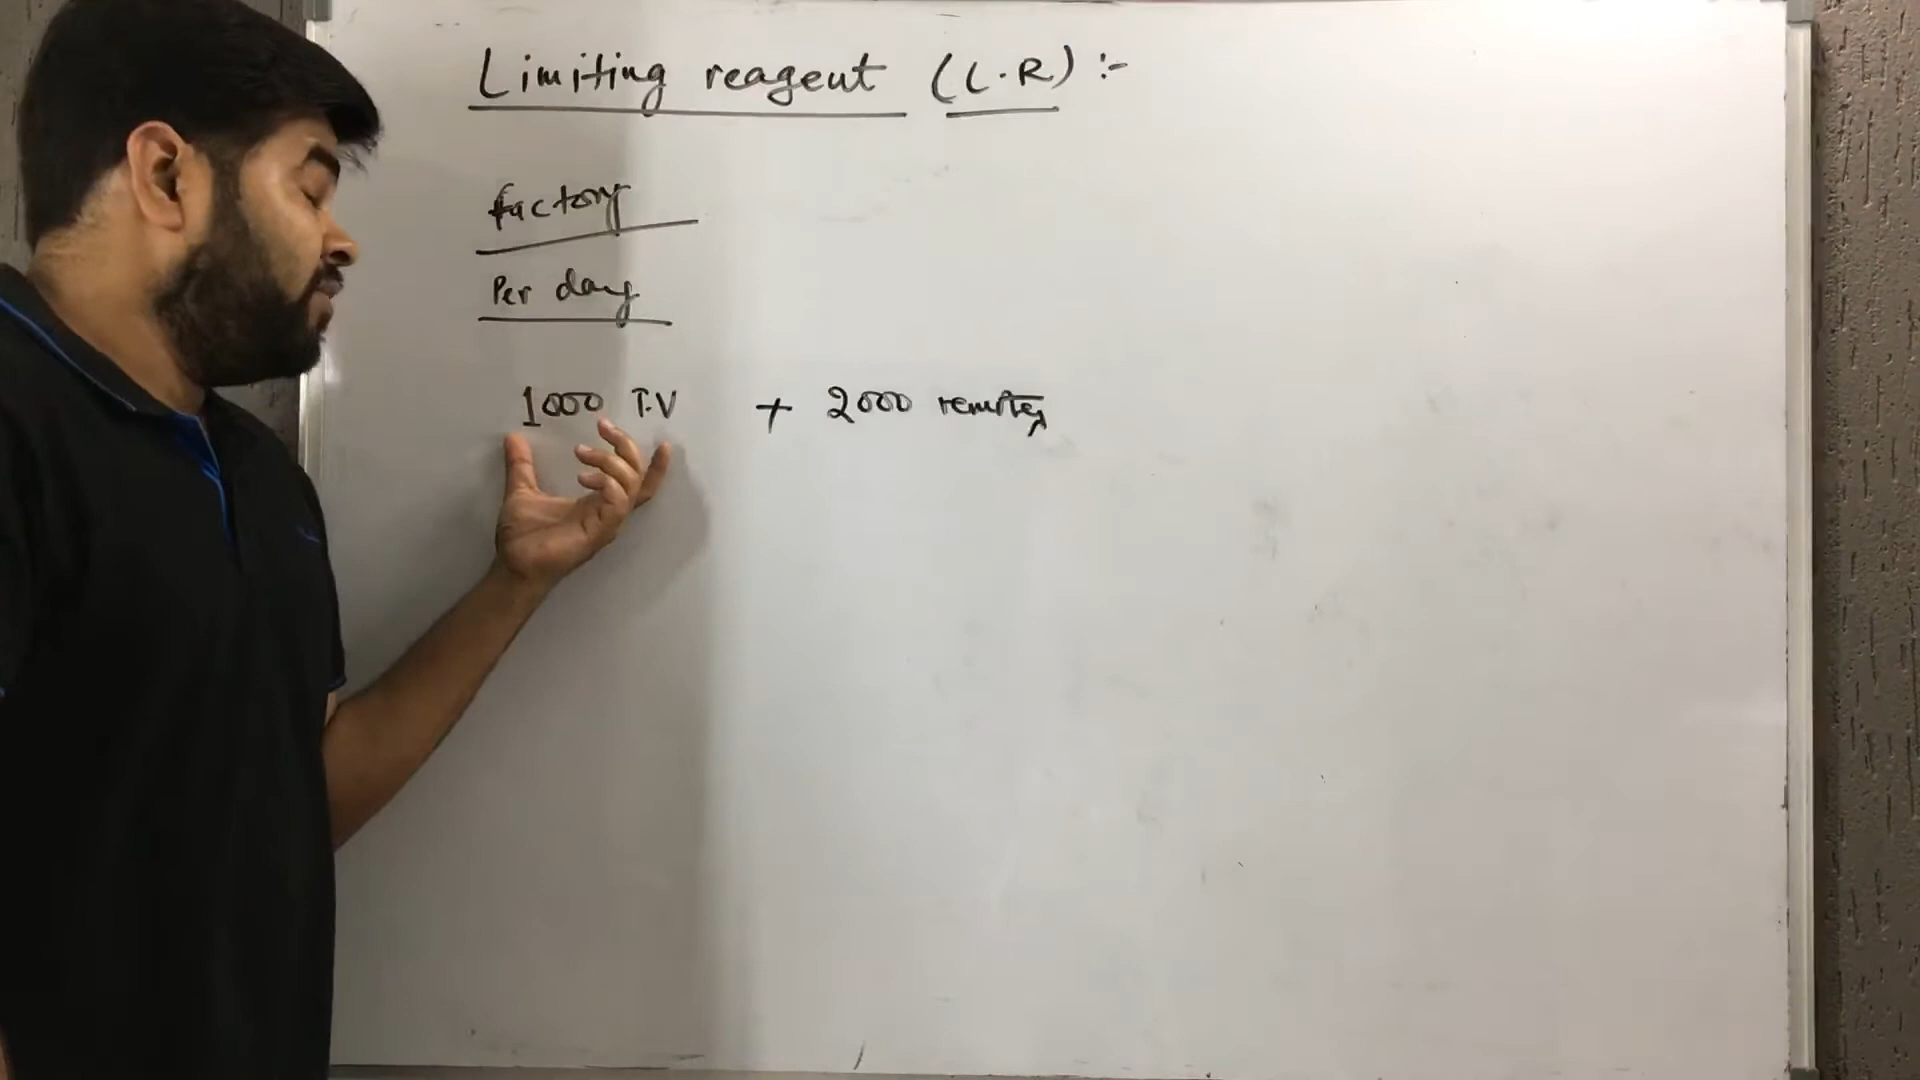 Limiting reagent (L.R) :-
factory
Per day
1000 T.V + 2000 remotes